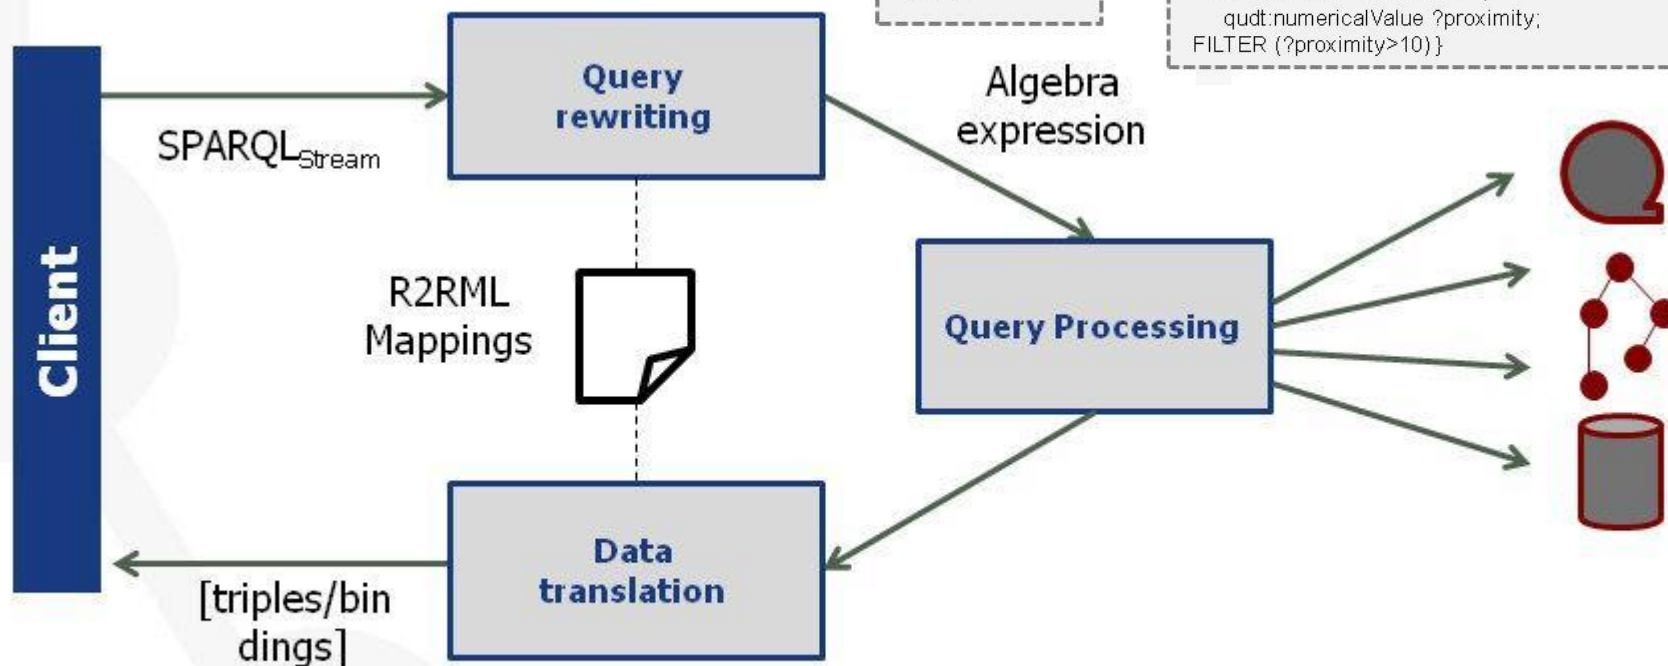 qudt:numericalValue ?proximity;
FILTER (?proximity>10) }
Client
SPARQLStream
Query
rewriting
Algebra
expression
R2RML
Mappings
Query Processing
Data
translation
[triples/bin
dings]